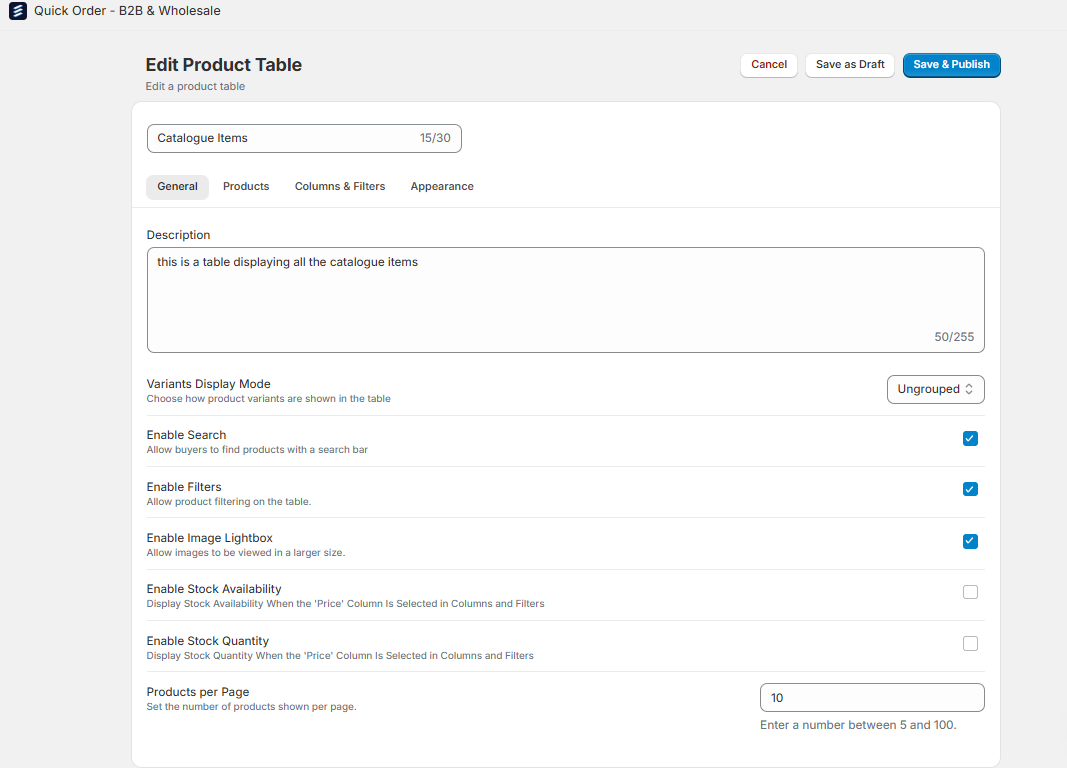 Quick Order - B2B & Wholesale
Edit Product Table
Cancel
Save as Draft
Save & Publish
Edit a product table
Catalogue Items 15/30
General Products Columns & Filters Appearance
Description
this is a table displaying all the catalogue items
50/255
Variants Display Mode
Choose how product variants are shown in the table
Ungrouped
Enable Search
Allow buyers to find products with a search bar
Enable Filters
Allow product filtering on the table.
Enable Image Lightbox
Allow images to be viewed in a larger size.
Enable Stock Availability
Display Stock Availability When the 'Price' Column Is Selected in Columns and Filters
Enable Stock Quantity
Display Stock Quantity When the 'Price' Column Is Selected in Columns and Filters
Products per Page
Set the number of products shown per page.
10
Enter a number between 5 and 100.